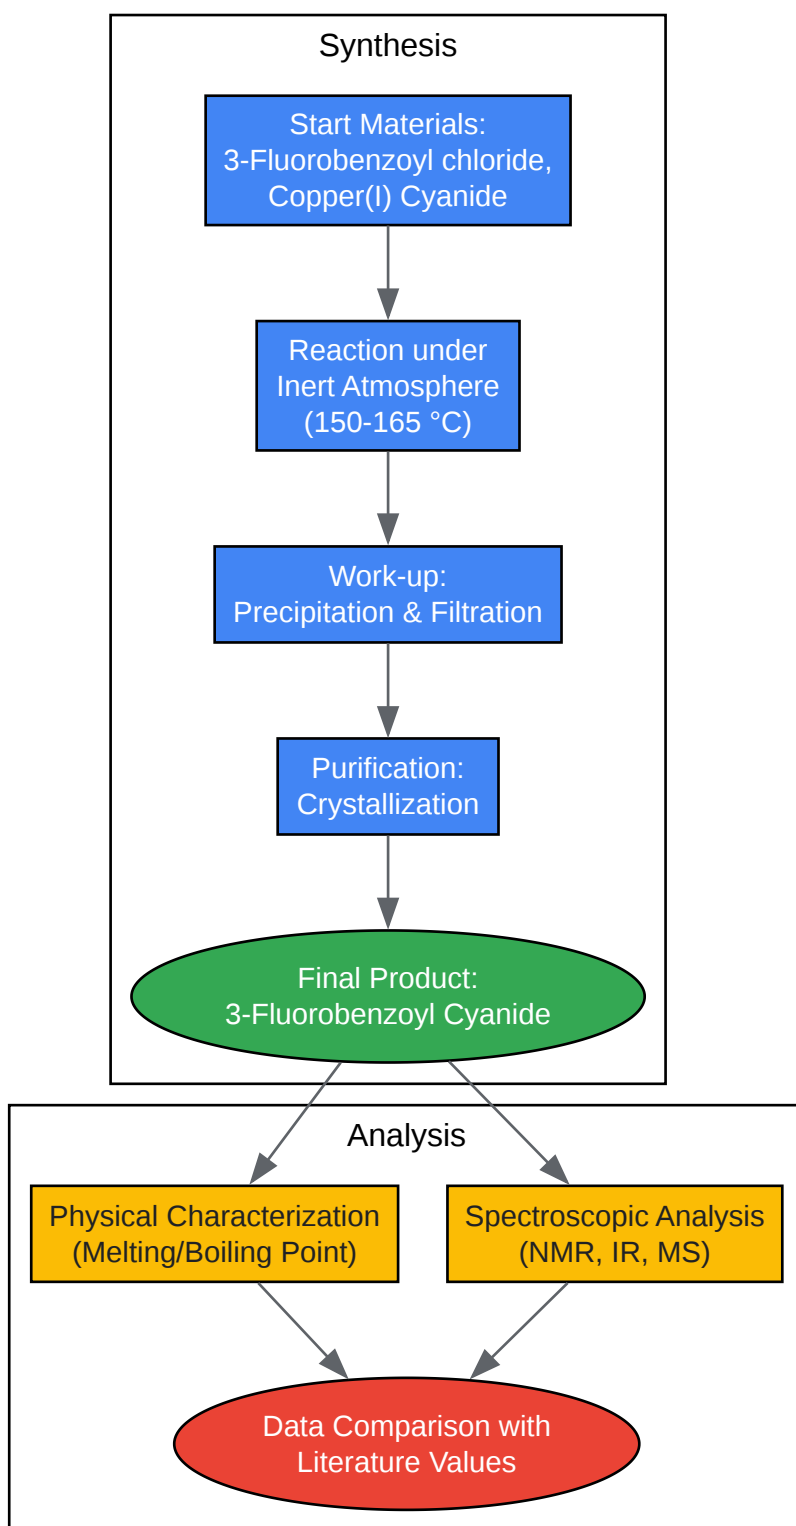 Synthesis
Start Materials:
3-Fluorobenzoyl chloride,
Copper(I) Cyanide
Reaction under
Inert Atmosphere
(150-165 °C)
Work-up:
Precipitation & Filtration
Purification:
Crystallization
Final Product:
3-Fluorobenzoyl Cyanide
Analysis
Physical Characterization
(Melting/Boiling Point)
Spectroscopic Analysis
(NMR, IR, MS)
Data Comparison with
Literature Values